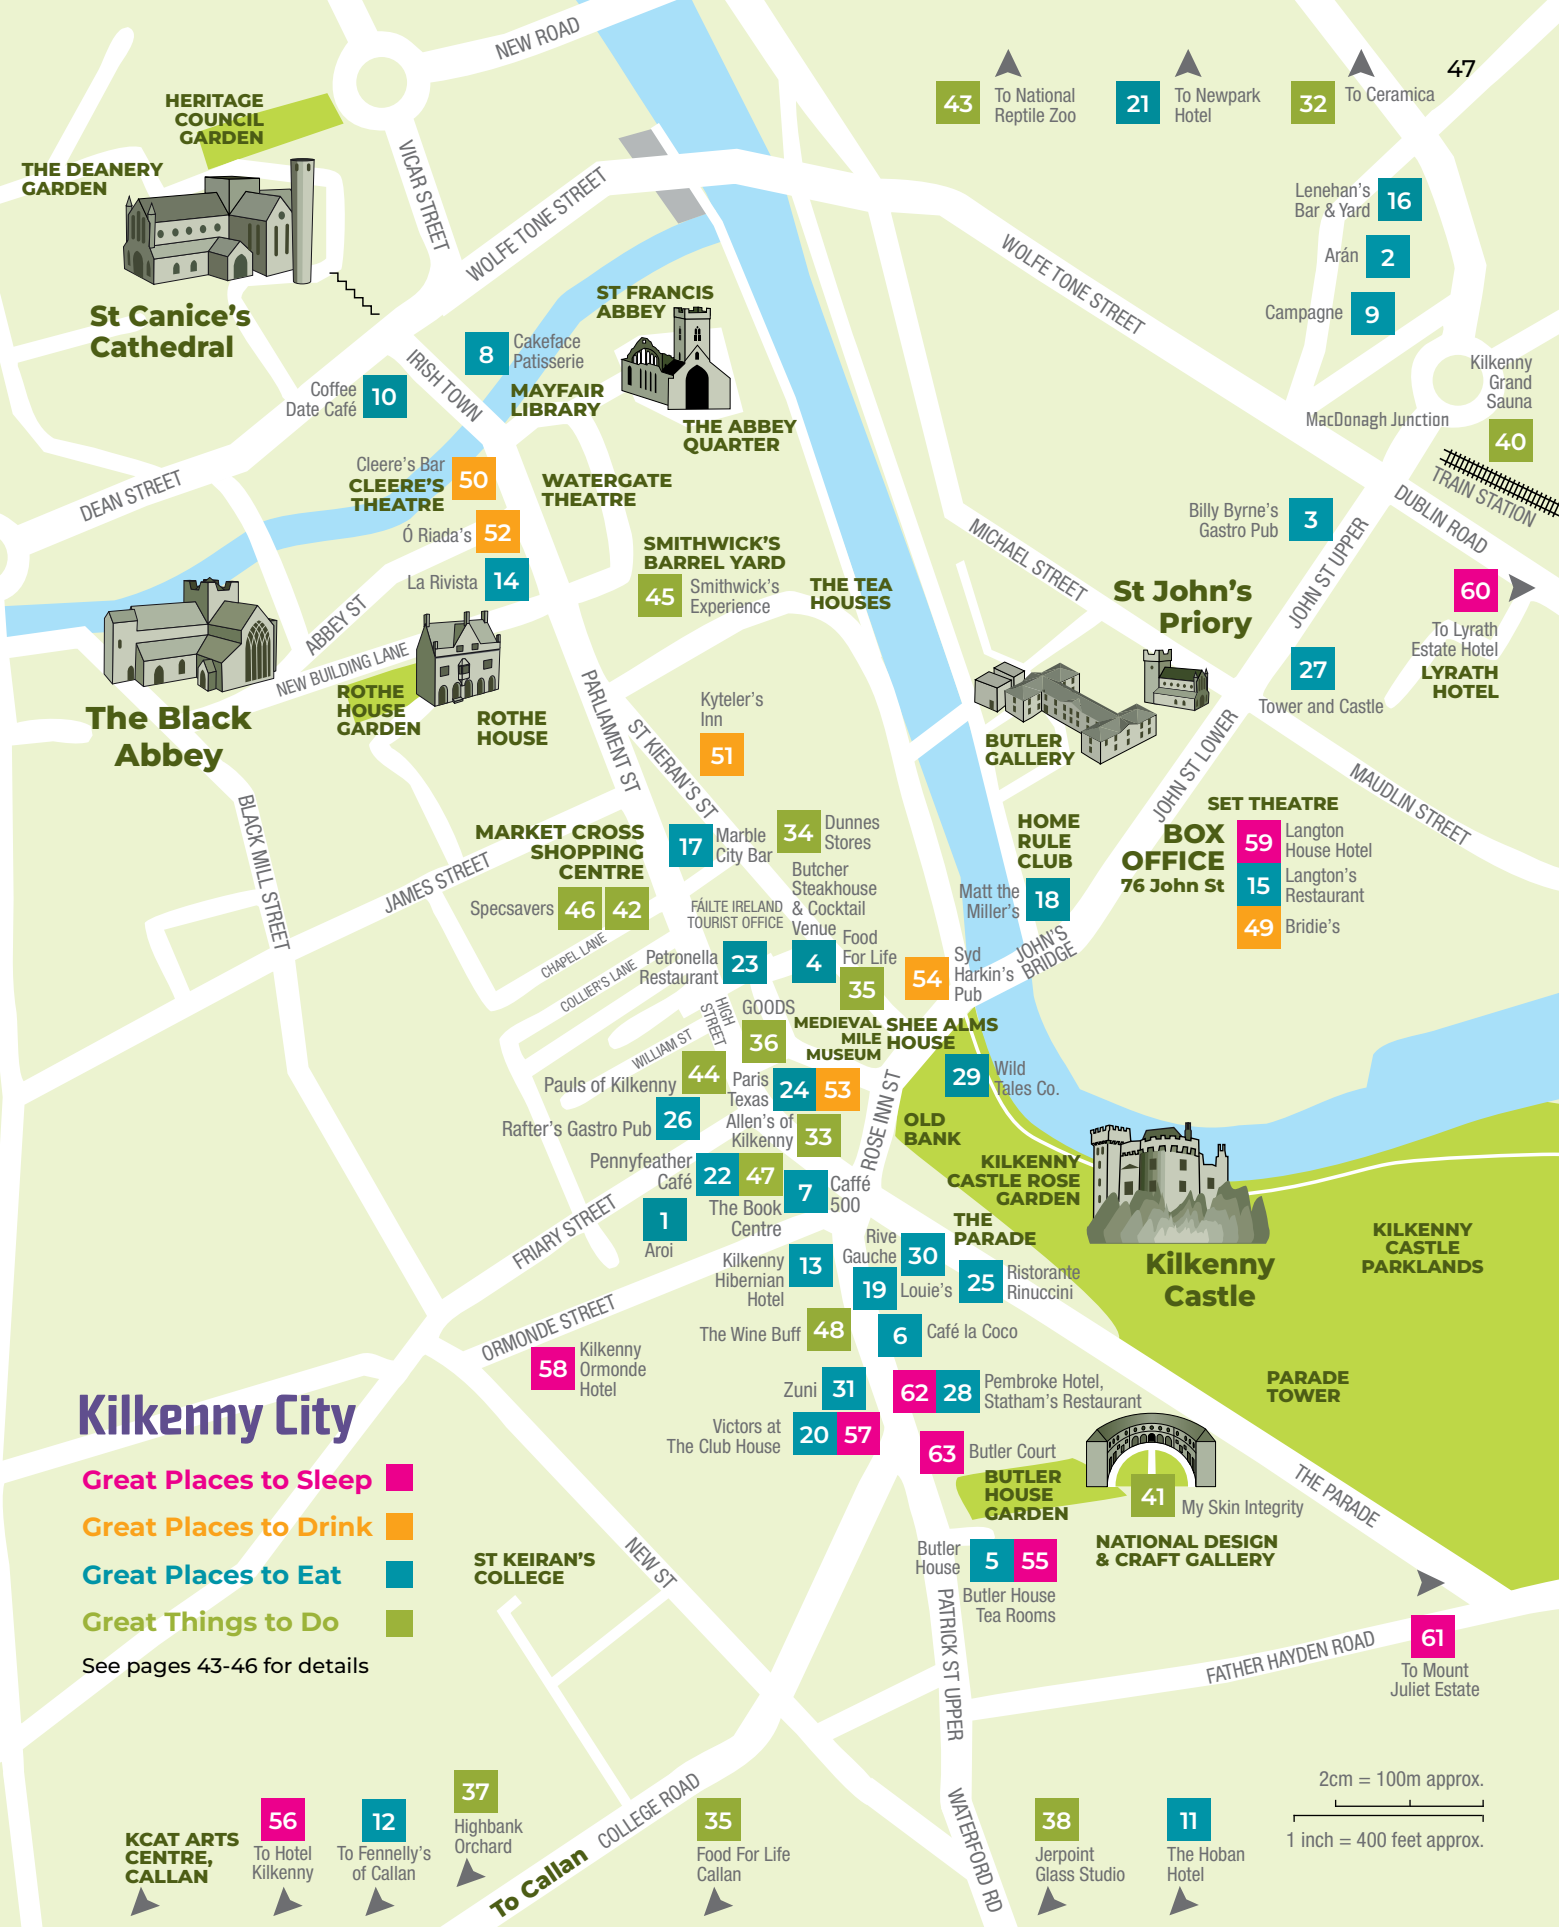 47
NEW ROAD
43
To National
Reptile Zoo
21
To Newpark
Hotel
32
To Ceramica
HERITAGE
COUNCIL
GARDEN
THE DEANERY
GARDEN
VICAR STREET
WOLFE TONE STREET
WOLFE TONE STREET
Lenehan's
Bar & Yard
16
Arán
2
Campagne
9
St Canice's
Cathedral
ST FRANCIS
ABBEY
8
Cakeface
Patisserie
IRISH TOWN
Coffee
Date Café
10
MAYFAIR
LIBRARY
THE ABBEY
QUARTER
Kilkenny
Grand
Sauna
40
MacDonagh Junction
TRAIN STATION
DEAN STREET
Cleere's Bar
CLEERE'S
THEATRE
50
WATERGATE
THEATRE
Ó Riada's
52
La Rivista
14
SMITHWICK'S
BARREL YARD
45
Smithwick's
Experience
THE TEA
HOUSES
MICHAEL STREET
Billy Byrne's
Gastro Pub
3
JOHN ST UPPER
DUBLIN ROAD
60
To Lyrath
Estate Hotel
LYRATH
HOTEL
St John's
Priory
27
Tower and Castle
ABBEY ST
NEW BUILDING LANE
ROTHE
HOUSE
GARDEN
ROTHE
HOUSE
The Black
Abbey
PARLIAMENT ST
ST KIERAN'S ST
Kyteler's
Inn
51
BUTLER
GALLERY
JOHN ST LOWER
MAUDLIN STREET
BLACK MILL STREET
JAMES STREET
MARKET CROSS
SHOPPING
CENTRE
Specsavers
46
42
17
Marble
City Bar
34
Dunnes
Stores
Butcher
Steakhouse
& Cocktail
Venue
4
FÁILTE IRELAND
TOURIST OFFICE
HOME
RULE
CLUB
Matt the
Miller's
18
SET THEATRE
BOX
OFFICE
76 John St
59
Langton
House Hotel
15
Langton's
Restaurant
49
Bridie's
JOHN'S
BRIDGE
CHAPEL LANE
COLLIER'S LANE
Petronella
Restaurant
23
Food
For Life
35
54
Syd
Harkin's
Pub
HIGH
STREET
WILLIAM ST
GOODS
36
MEDIEVAL
MILE
MUSEUM
SHEE ALMS
HOUSE
Pauls of Kilkenny
44
Paris
Texas
24
53
29
Wild
Tales Co.
Rafter's Gastro Pub
26
Allen's of
Kilkenny
33
ROSE INN ST
OLD
BANK
Pennyfeather
Café
22
47
The Book
Centre
7
Caffé
500
KILKENNY
CASTLE ROSE
GARDEN
THE
PARADE
FRIARY STREET
1
Aroi
Kilkenny
Hibernian
Hotel
13
Rive
Gauche
30
19
Louie's
25
Ristorante
Rinuccini
Kilkenny
Castle
KILKENNY
CASTLE
PARKLANDS
ORMONDE STREET
58
Kilkenny
Ormonde
Hotel
The Wine Buff
48
6
Café la Coco
Zuni
31
62
28
Pembroke Hotel,
Statham's Restaurant
PARADE
TOWER
Victors at
The Club House
20
57
63
Butler Court
BUTLER
HOUSE
GARDEN
41
My Skin Integrity
NATIONAL DESIGN
& CRAFT GALLERY
THE PARADE
Kilkenny City
Great Places to Sleep
Great Places to Drink
Great Places to Eat
Great Things to Do
See pages 43-46 for details
ST KEIRAN'S
COLLEGE
NEW ST
Butler
House
5
55
Butler House
Tea Rooms
PATRICK ST UPPER
FATHER HAYDEN ROAD
61
To Mount
Juliet Estate
2cm = 100m approx.
1 inch = 400 feet approx.
KCAT ARTS
CENTRE,
CALLAN
56
To Hotel
Kilkenny
12
To Fennelly's
of Callan
37
Highbank
Orchard
To Callan
COLLEGE ROAD
35
Food For Life
Callan
WATERFORD RD
38
Jerpoint
Glass Studio
11
The Hoban
Hotel